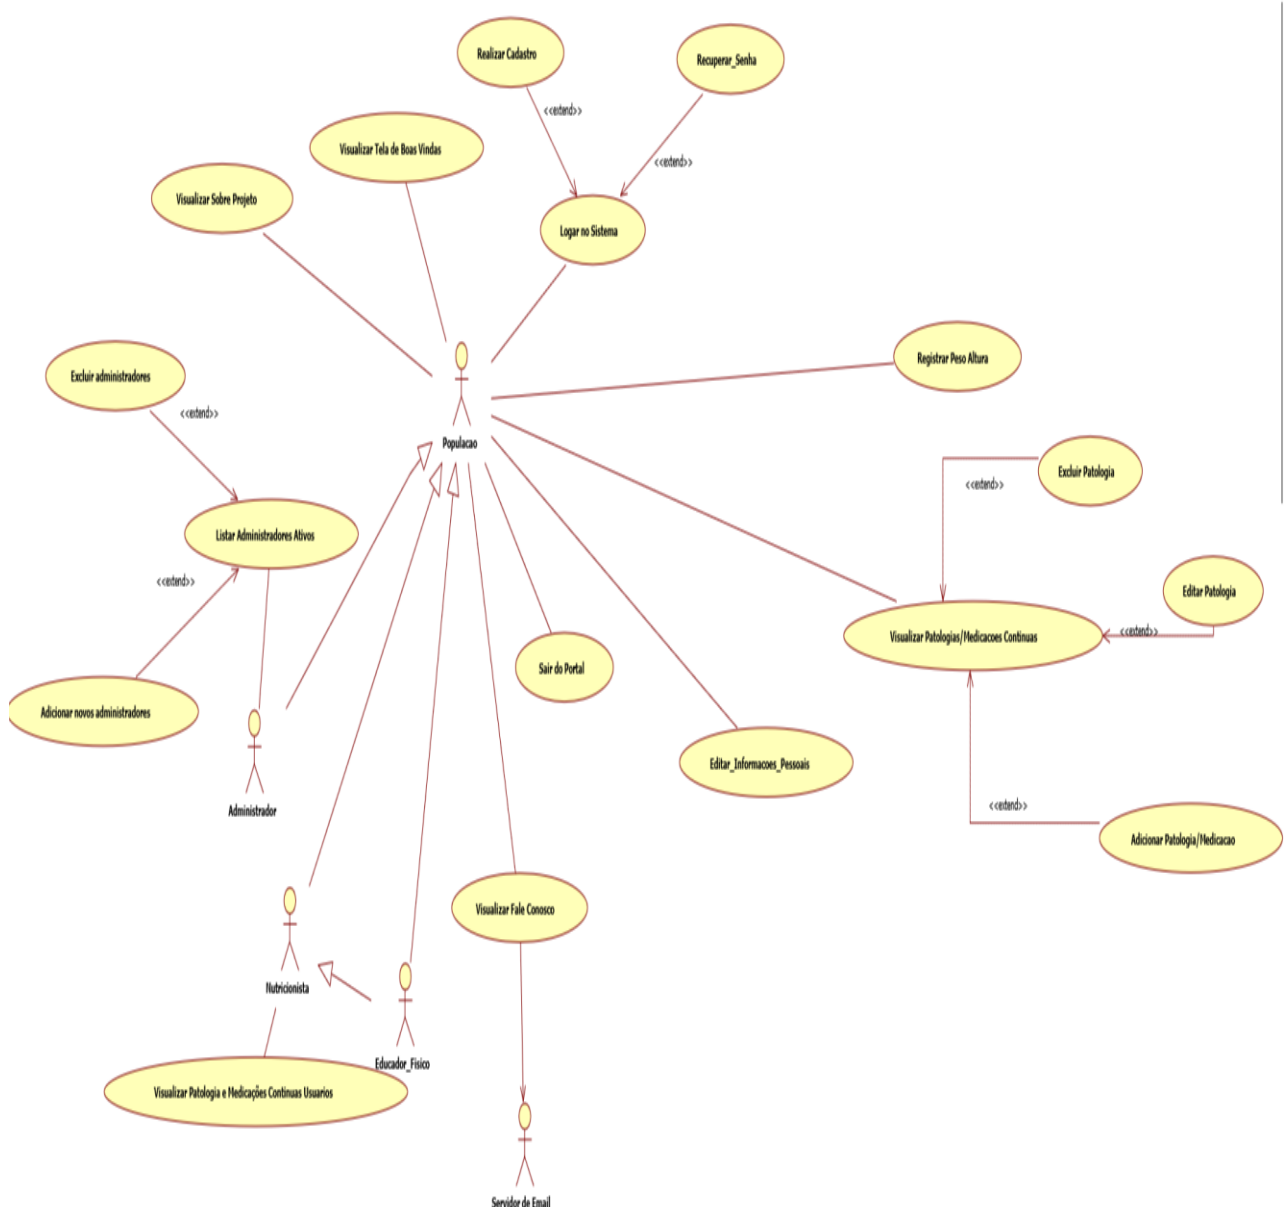 Realizar Cadastro
Recuperar_Senha
<<extend>>
Visualizar Tela de Boas Vindas
<<extend>>
Visualizar Sobre Projeto
Logar no Sistema
Registrar Peso Altura
Excluir administradores
<<extend>>
Populacao
Excluir Patologia
<<extend>>
Listar Administradores Ativos
<<extend>>
Editar Patologia
<<extend>>
Visualizar Patologias/Medicacoes Continuas
Sair do Portal
Adicionar novos administradores
Editar_Informacoes_Pessoais
Administrador
<<extend>>
Adicionar Patologia/Medicacao
Visualizar Fale Conosco
Nutricionista
Educador_Fisico
Visualizar Patologia e Medicações Continuas Usuarios
Servidor de Email